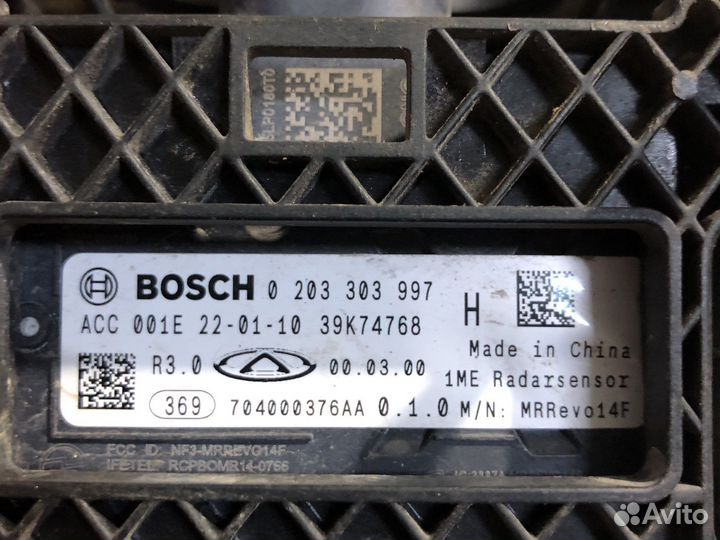 BOSCH 0 203 303 997
H
ACC 001E 22-01-10 39K74768
Made in China
R3.0 00.03.00
1ME Radarsensor
369 704000376AA 0.1.0 M/N: MRRevo14F
FCC ID: NF3-MRREVO14F
IFETEL: RCPBOMR14-0766
Avito